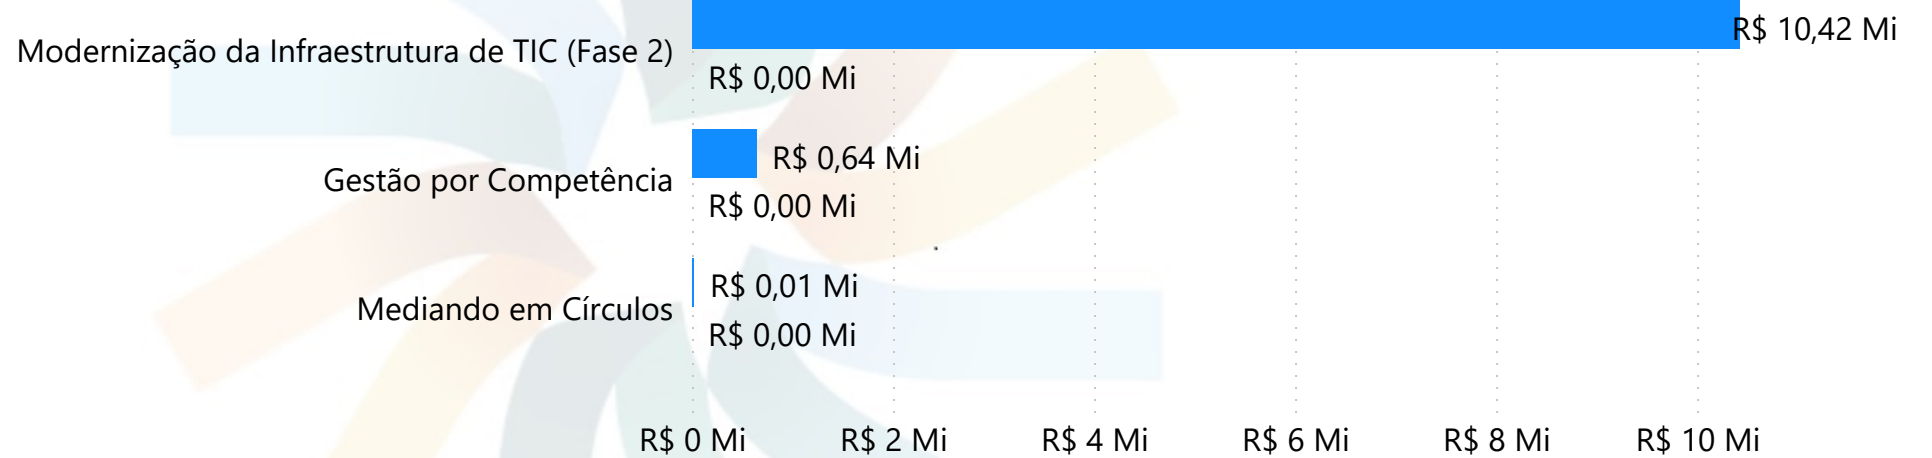 R$ 10,42 Mi
Modernização da Infraestrutura de TIC (Fase 2)
R$ 0,00 Mi
R$ 0,64 Mi
Gestão por Competência
R$ 0,00 Mi
R$ 0,01 Mi
Mediando em Círculos
R$ 0,00 Mi
R$ 0 Mi R$ 2 Mi R$ 4 Mi R$ 6 Mi R$ 8 Mi R$ 10 Mi